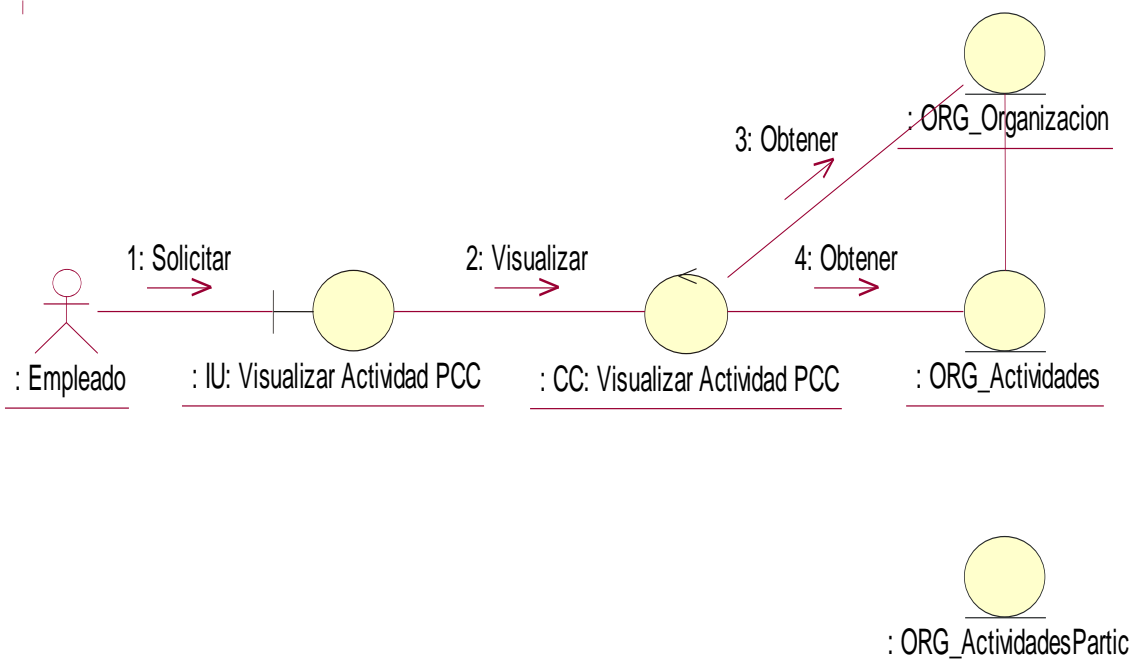 : ORG_Organizacion
3: Obtener
1: Solicitar
2: Visualizar
4: Obtener
: Empleado
: IU: Visualizar Actividad PCC
: CC: Visualizar Actividad PCC
: ORG_Actividades
: ORG_ActividadesPartic